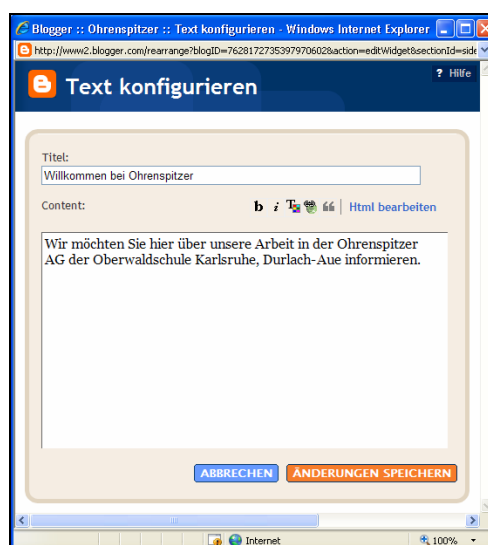 Blogger :: Ohrenspitzer :: Text konfigurieren - Windows Internet Explorer
http://www2.blogger.com/rearrange?blogID=7628172735397970602&action=editWidget&sectionId=side
? Hilfe
Text konfigurieren
Titel:
Willkommen bei Ohrenspitzer
Content:
b i T “ | Html bearbeiten
Wir möchten Sie hier über unsere Arbeit in der Ohrenspitzer
AG der Oberwaldschule Karlsruhe, Durlach-Aue informieren.
ABBRECHEN ÄNDERUNGEN SPEICHERN
Internet 100%